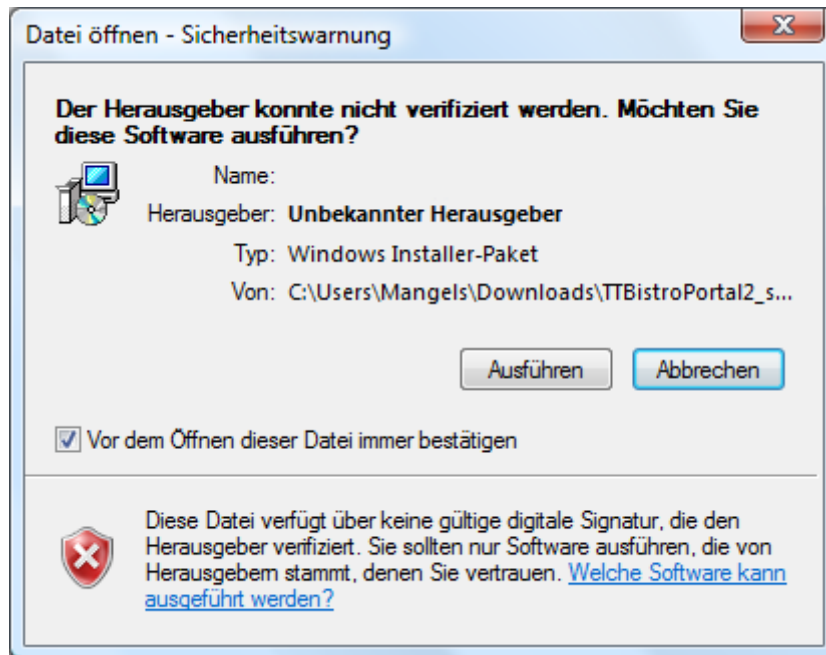 Datei öffnen - Sicherheitswarnung
Der Herausgeber konnte nicht verifiziert werden. Möchten Sie
diese Software ausführen?
Name:
Herausgeber: Unbekannter Herausgeber
Typ: Windows Installer-Paket
Von: C:\Users\Mangels\Downloads\TTBistroPortal2_s...
Ausführen Abbrechen
Vor dem Öffnen dieser Datei immer bestätigen
Diese Datei verfügt über keine gültige digitale Signatur, die den
Herausgeber verifiziert. Sie sollten nur Software ausführen, die von
Herausgebern stammt, denen Sie vertrauen. Welche Software kann
ausgeführt werden?